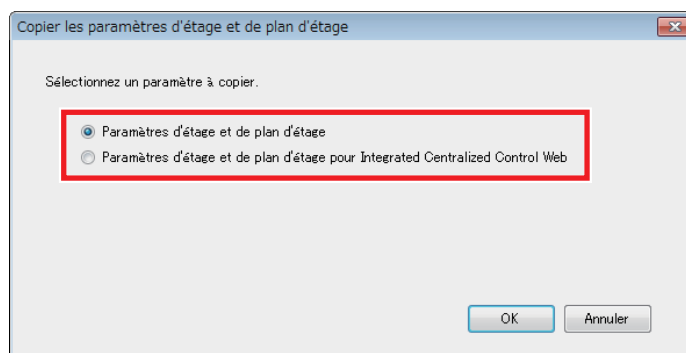 Copier les paramètres d'étage et de plan d'étage
Sélectionnez un paramètre à copier.
Paramètres d'étage et de plan d'étage
Paramètres d'étage et de plan d'étage pour Integrated Centralized Control Web
OK
Annuler